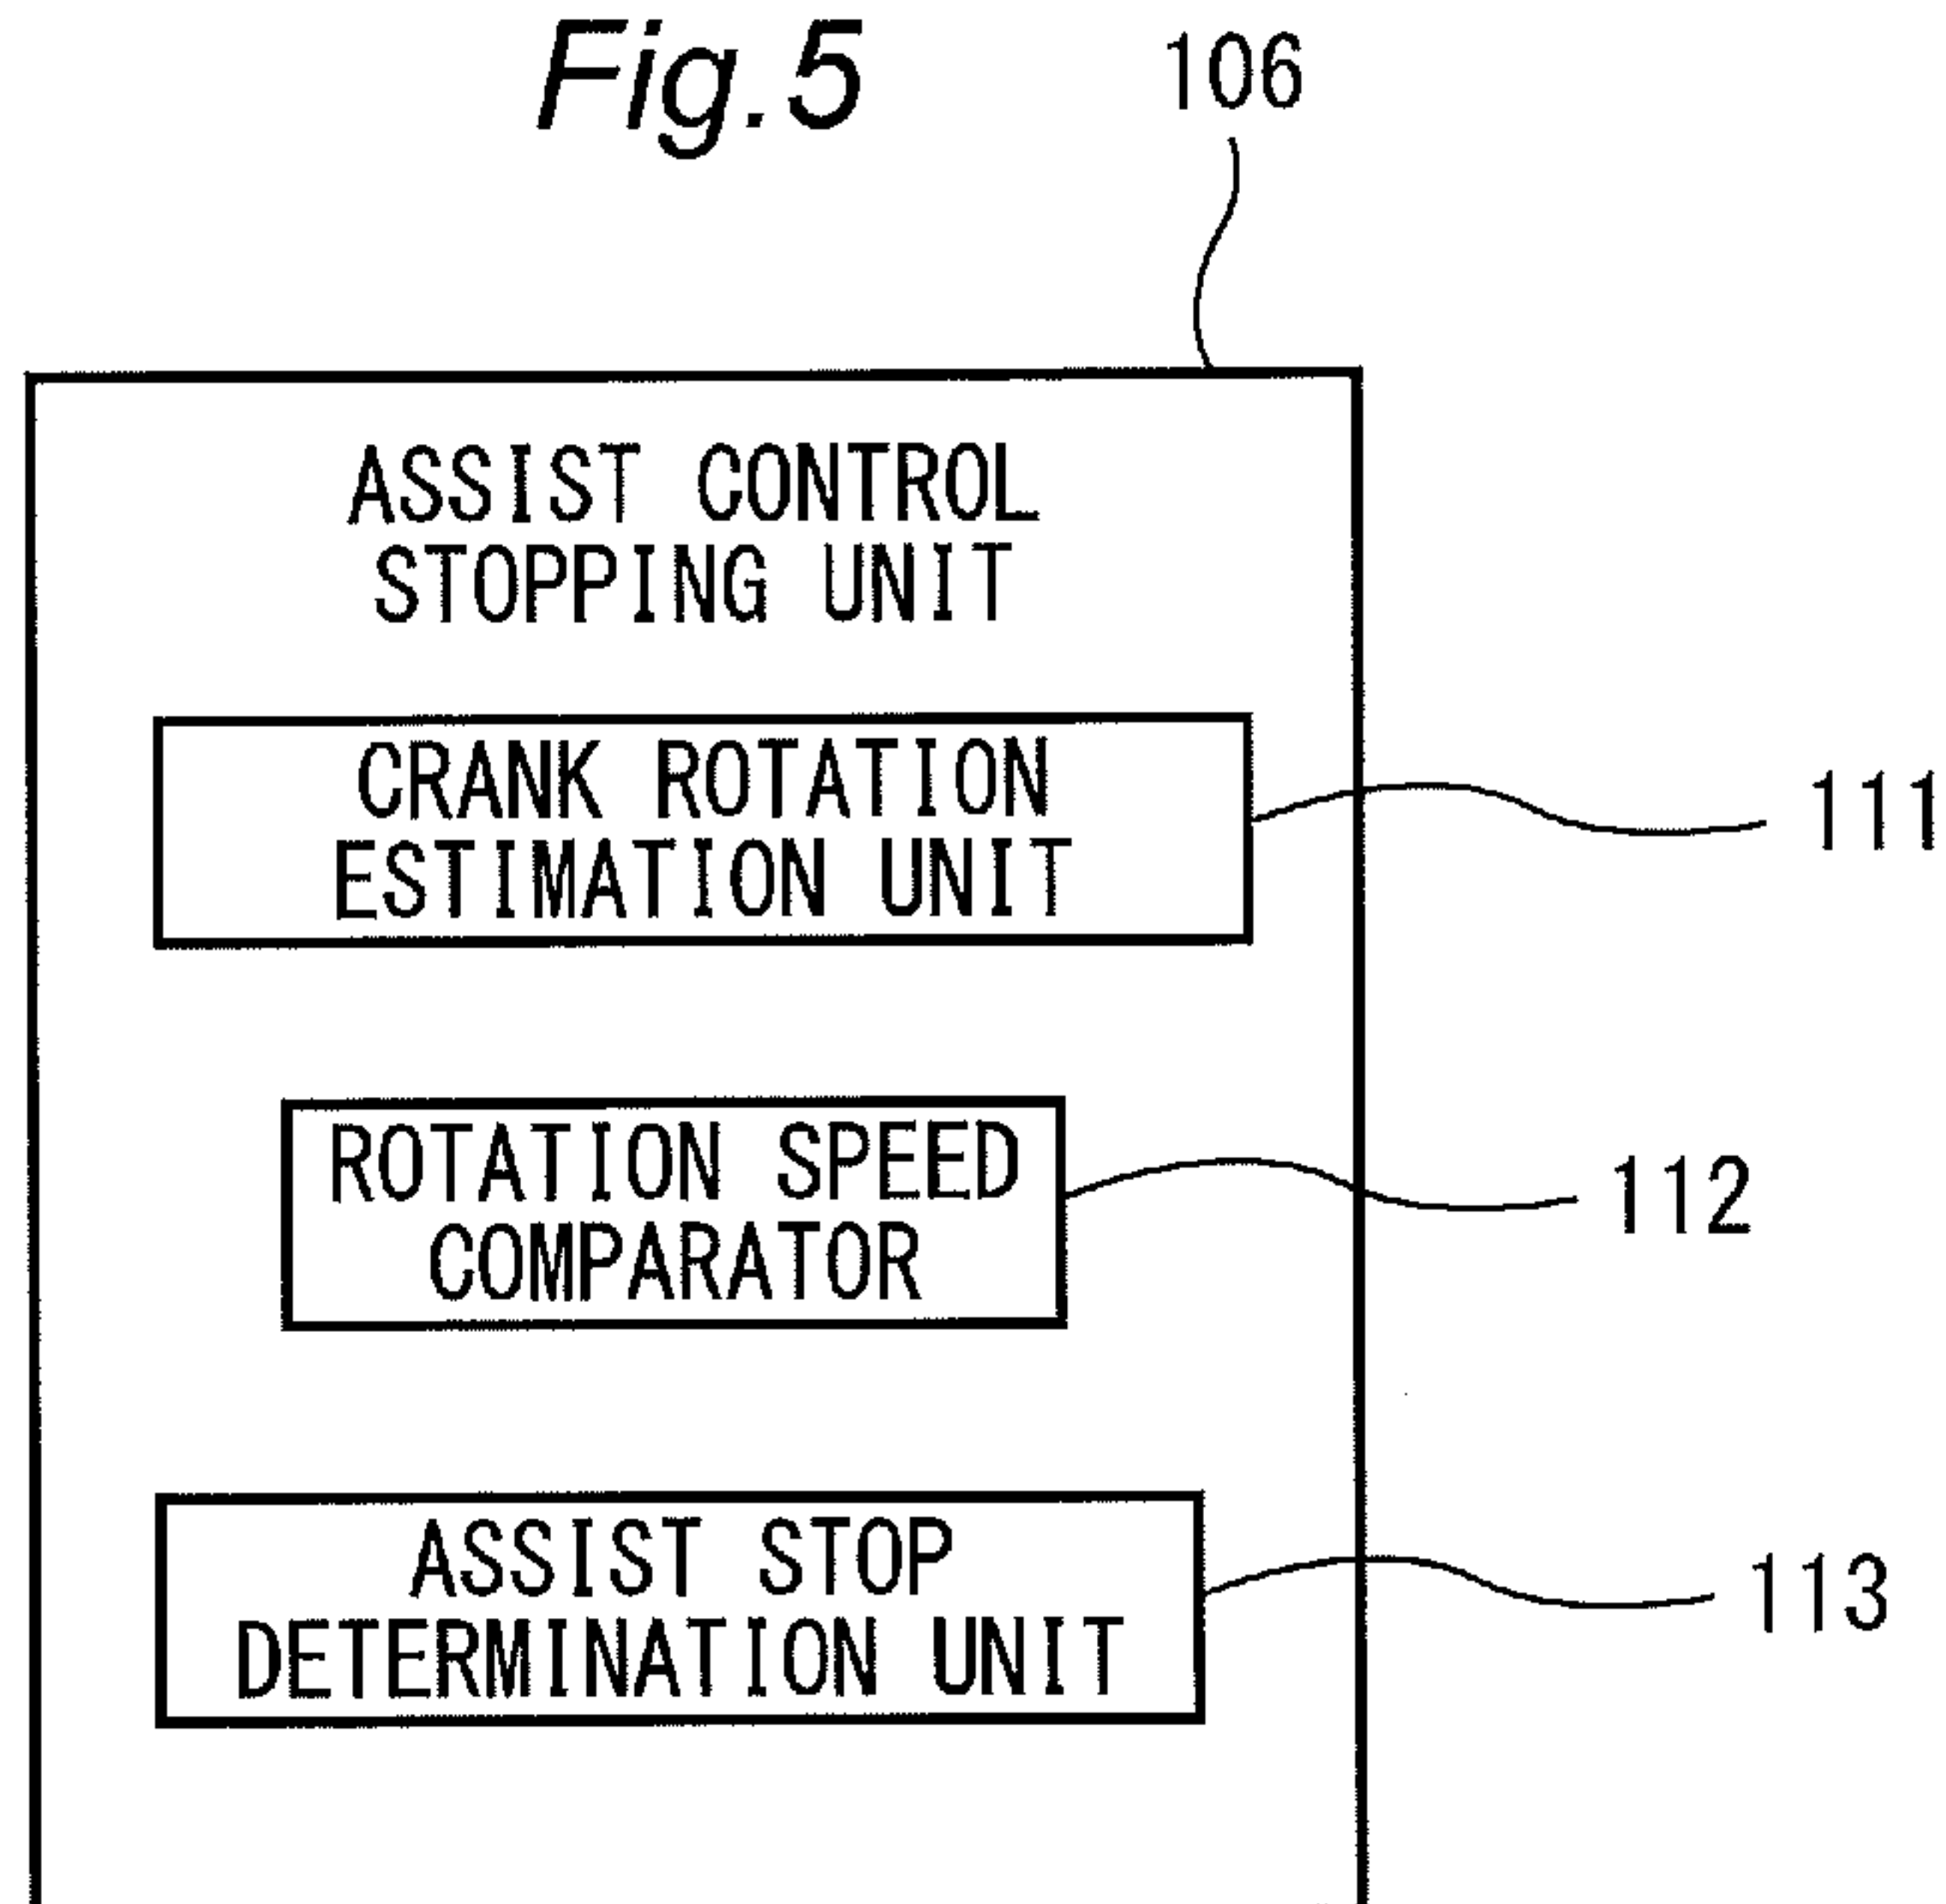 Fig.5
106
ASSIST CONTROL
STOPPING UNIT
CRANK ROTATION
ESTIMATION UNIT
111
ROTATION SPEED
COMPARATOR
112
ASSIST STOP
DETERMINATION UNIT
113